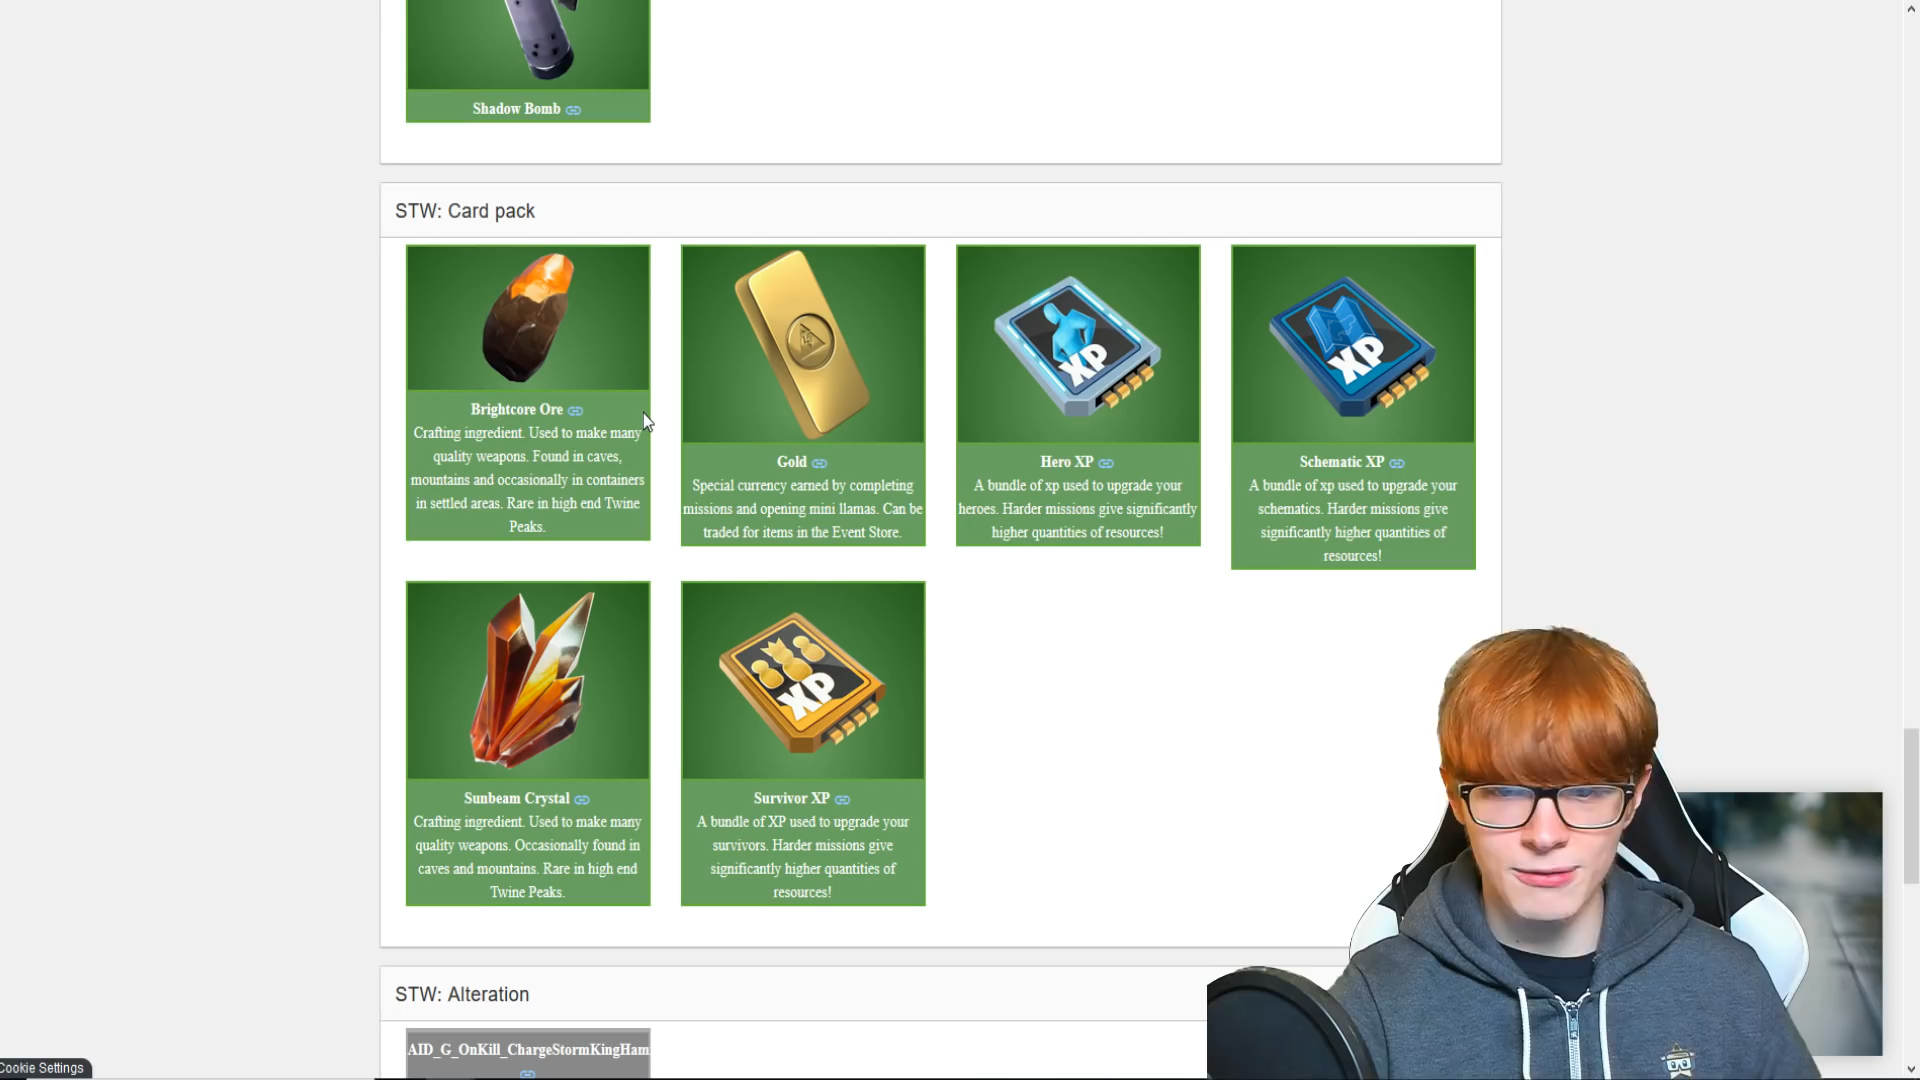 Shadow Bomb
STW: Card pack
Brightcore Ore
Crafting ingredient. Used to make many
quality weapons. Found in caves,
mountains and occasionally in containers
in settled areas. Rare in high end Twine
Peaks.
Gold
Special currency earned by completing
missions and opening mini llamas. Can be
traded for items in the Event Store.
XP
Hero XP
A bundle of xp used to upgrade your
heroes. Harder missions give significantly
higher quantities of resources!
XP
Schematic XP
A bundle of xp used to upgrade your
schematics. Harder missions give
significantly higher quantities of
resources!
Sunbeam Crystal
Crafting ingredient. Used to make many
quality weapons. Occasionally found in
caves and mountains. Rare in high end
Twine Peaks.
XP
Survivor XP
A bundle of XP used to upgrade your
survivors. Harder missions give
significantly higher quantities of
resources!
STW: Alteration
AID_G_OnKill_ChargeStormKingHam
Cookie Settings